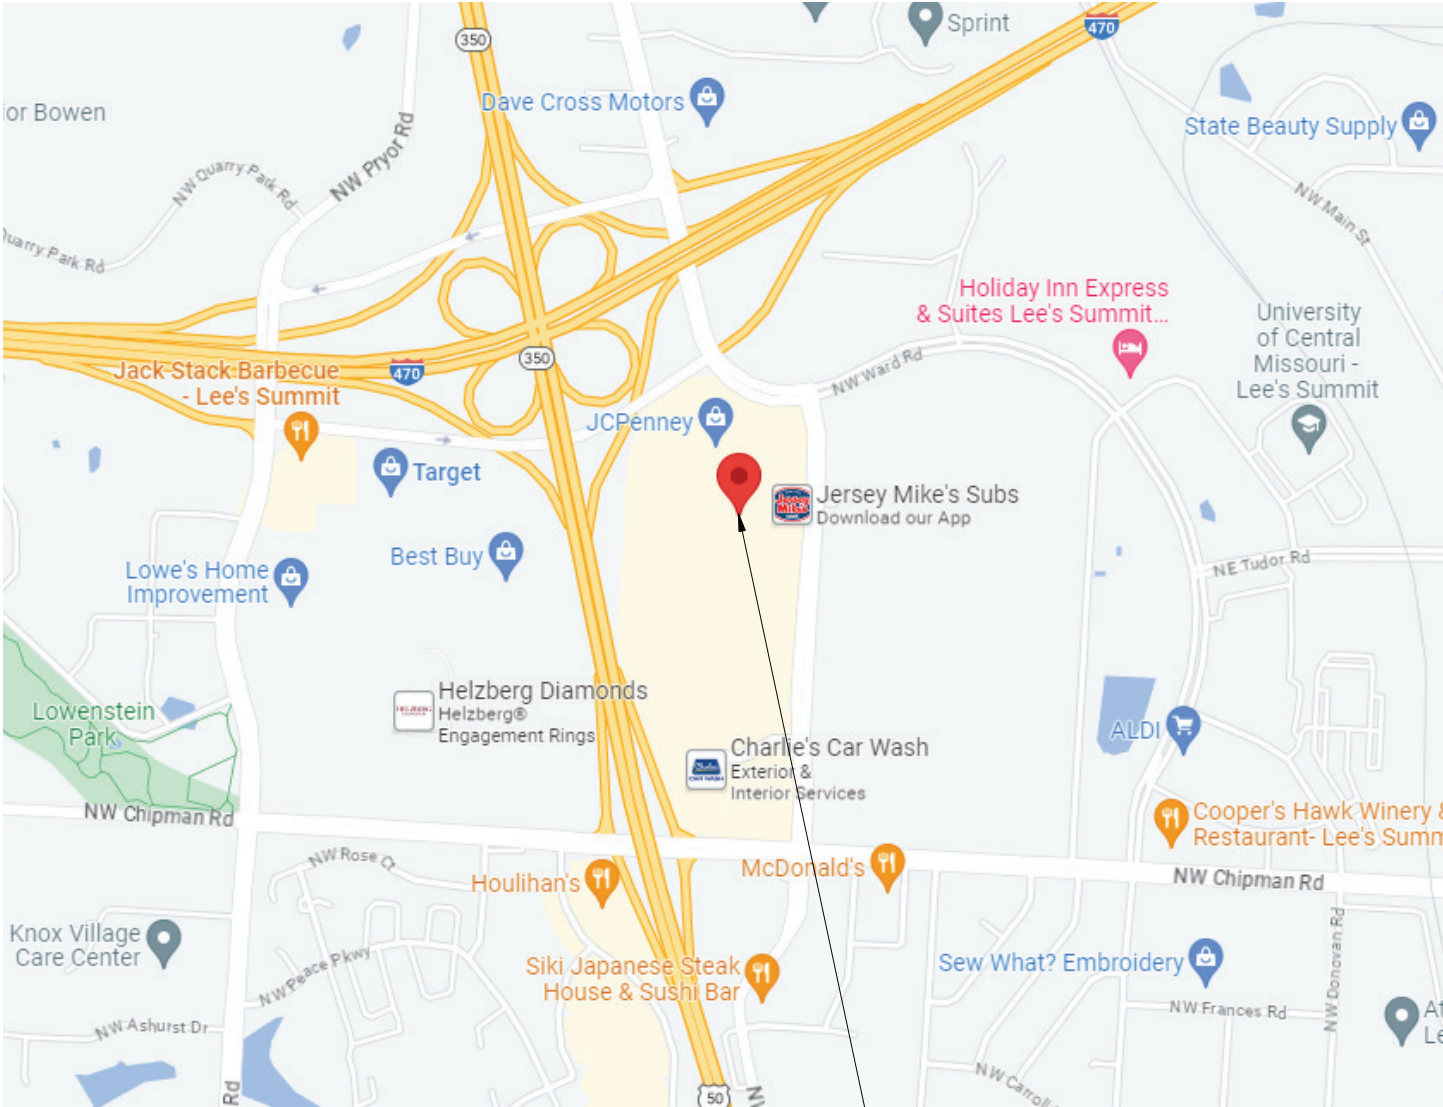 350
Sprint
470
Dave Cross Motors
ior Bowen
State Beauty Supply
NW Pryor Rd
NW Quarry Park Rd
NW Main St
Quarry Park Rd
Holiday Inn Express
& Suites Lee's Summit...
University
of Central
Missouri -
Lee's Summit
350
470
Jack Stack Barbecue
- Lee's Summit
NW Ward Rd
JCPenney
Target
Jersey Mike's Subs
Download our App
Best Buy
Lowe's Home
Improvement
NE Tudor Rd
Helzberg Diamonds
Helzberg®
Engagement Rings
Lowenstein
Park
ALDI
Charlie's Car Wash
Exterior &
Interior Services
NW Chipman Rd
Cooper's Hawk Winery &
Restaurant- Lee's Summ
NW Rose Ct
McDonald's
Houlihan's
NW Chipman Rd
Knox Village
Care Center
NW Peace Pkwy
Siki Japanese Steak
House & Sushi Bar
Sew What? Embroidery
NW Donovan Rd
NW Frances Rd
NW Ashurst Dr
At
Le
NW Carroll
Rd
50
NW